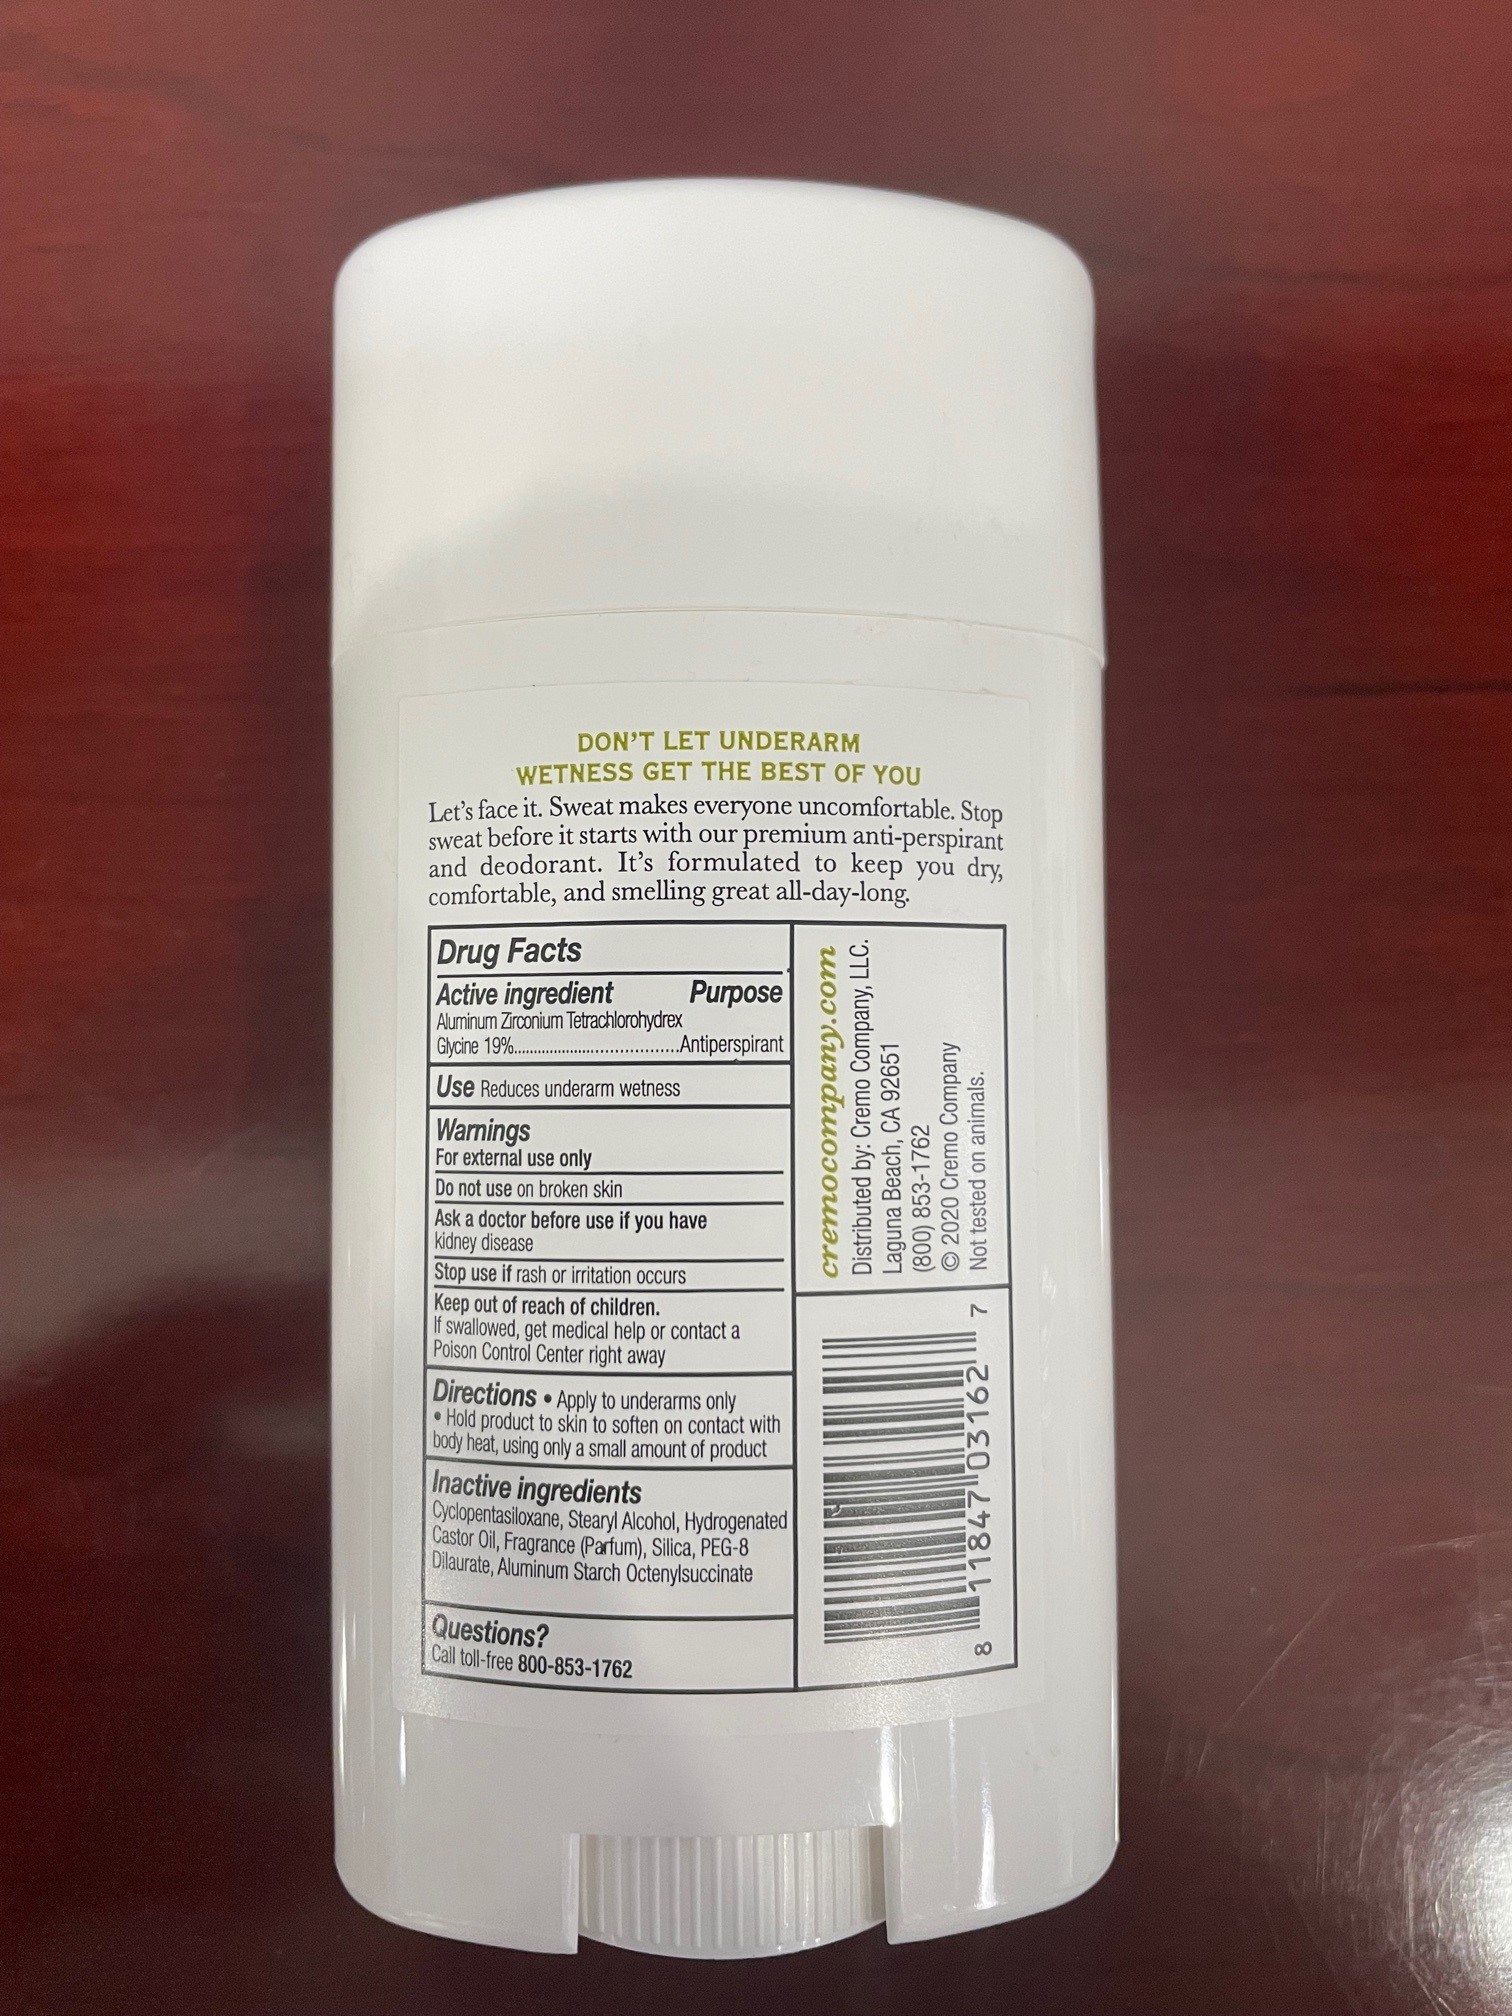 DON'T LET UNDERARM
WETNESS GET THE BEST OF YOU
Let's face it. Sweat makes everyone uncomfortable. Stop
sweat before it starts with our premium anti-perspirant
and deodorant. It's formulated to keep you dry,
comfortable, and smelling great all-day-long.
Drug Facts
Active ingredient Purpose
Aluminum Zirconium Tetrachlorohydrex
Glycine 19%....................................Antiperspirant
Use Reduces underarm wetness
Warnings
For external use only
Do not use on broken skin
Ask a doctor before use if you have
kidney disease
Stop use if rash or irritation occurs
Keep out of reach of children.
If swallowed, get medical help or contact a
Poison Control Center right away
Directions • Apply to underarms only
• Hold product to skin to soften on contact with
body heat, using only a small amount of product
Inactive ingredients
Cyclopentasiloxane, Stearyl Alcohol, Hydrogenated
Castor Oil, Fragrance (Parfum), Silica, PEG-8
Dilaurate, Aluminum Starch Octenylsuccinate
Questions?
Call toll-free 800-853-1762
cremocompany.com
Distributed by: Cremo Company, LLC.
Laguna Beach, CA 92651
(800) 853-1762
© 2020 Cremo Company
Not tested on animals.
8 11847 03162 7